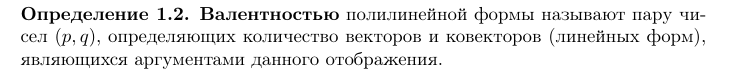 Определение 1.2. Валентностью полилинейной формы называют пару чи-
сел (p, q), определяющих количество векторов и ковекторов (линейных форм),
являющихся аргументами данного отображения.